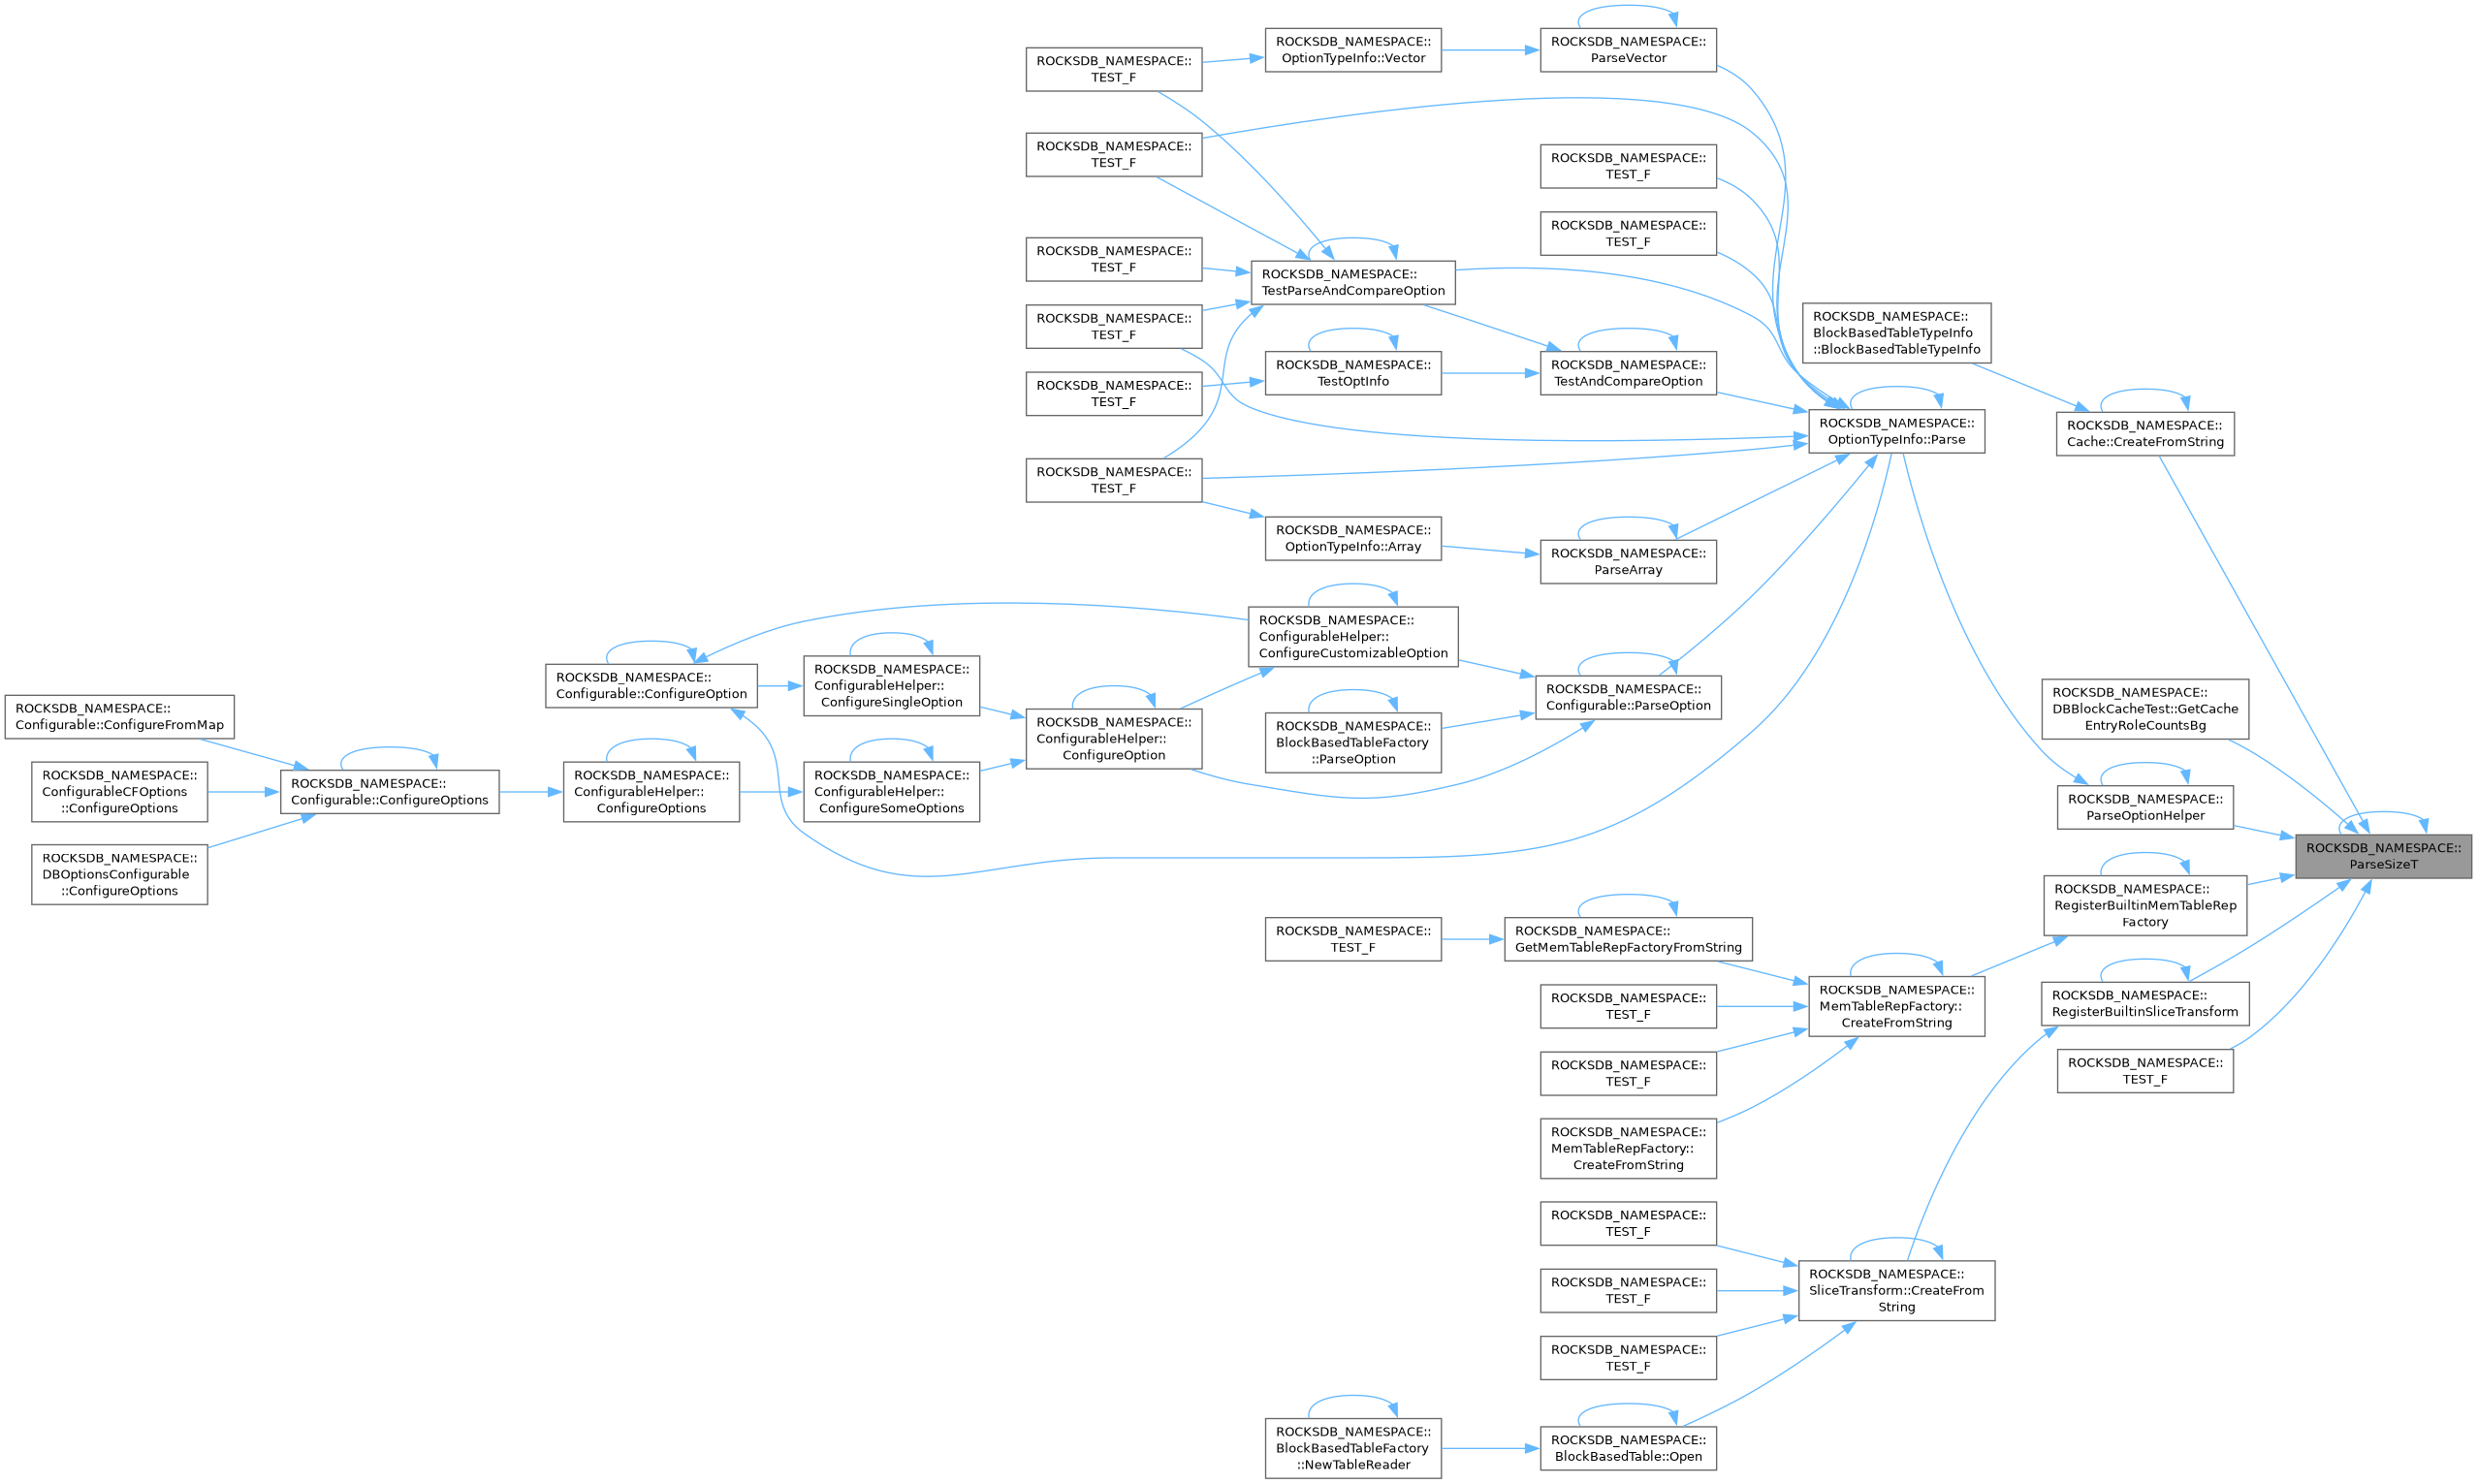 ROCKSDB_NAMESPACE::
ParseVector
ROCKSDB_NAMESPACE::
OptionTypeInfo::Vector
ROCKSDB_NAMESPACE::
TEST_F
ROCKSDB_NAMESPACE::
TEST_F
ROCKSDB_NAMESPACE::
TEST_F
ROCKSDB_NAMESPACE::
TEST_F
ROCKSDB_NAMESPACE::
TEST_F
ROCKSDB_NAMESPACE::
TestParseAndCompareOption
ROCKSDB_NAMESPACE::
TEST_F
ROCKSDB_NAMESPACE::
BlockBasedTableTypeInfo
::BlockBasedTableTypeInfo
ROCKSDB_NAMESPACE::
TestOptInfo
ROCKSDB_NAMESPACE::
TestAndCompareOption
ROCKSDB_NAMESPACE::
TEST_F
ROCKSDB_NAMESPACE::
OptionTypeInfo::Parse
ROCKSDB_NAMESPACE::
Cache::CreateFromString
ROCKSDB_NAMESPACE::
TEST_F
ROCKSDB_NAMESPACE::
OptionTypeInfo::Array
ROCKSDB_NAMESPACE::
ParseArray
ROCKSDB_NAMESPACE::
ConfigurableHelper::
ConfigureCustomizableOption
ROCKSDB_NAMESPACE::
ConfigurableHelper::
ConfigureSingleOption
ROCKSDB_NAMESPACE::
Configurable::ConfigureOption
ROCKSDB_NAMESPACE::
Configurable::ParseOption
ROCKSDB_NAMESPACE::
DBBlockCacheTest::GetCache
EntryRoleCountsBg
ROCKSDB_NAMESPACE::
Configurable::ConfigureFromMap
ROCKSDB_NAMESPACE::
ConfigurableHelper::
ConfigureOption
ROCKSDB_NAMESPACE::
BlockBasedTableFactory
::ParseOption
ROCKSDB_NAMESPACE::
ConfigurableCFOptions
::ConfigureOptions
ROCKSDB_NAMESPACE::
Configurable::ConfigureOptions
ROCKSDB_NAMESPACE::
ConfigurableHelper::
ConfigureOptions
ROCKSDB_NAMESPACE::
ConfigurableHelper::
ConfigureSomeOptions
ROCKSDB_NAMESPACE::
ParseOptionHelper
ROCKSDB_NAMESPACE::
ParseSizeT
ROCKSDB_NAMESPACE::
DBOptionsConfigurable
::ConfigureOptions
ROCKSDB_NAMESPACE::
RegisterBuiltinMemTableRep
Factory
ROCKSDB_NAMESPACE::
TEST_F
ROCKSDB_NAMESPACE::
GetMemTableRepFactoryFromString
ROCKSDB_NAMESPACE::
MemTableRepFactory::
CreateFromString
ROCKSDB_NAMESPACE::
RegisterBuiltinSliceTransform
ROCKSDB_NAMESPACE::
TEST_F
ROCKSDB_NAMESPACE::
TEST_F
ROCKSDB_NAMESPACE::
TEST_F
ROCKSDB_NAMESPACE::
MemTableRepFactory::
CreateFromString
ROCKSDB_NAMESPACE::
TEST_F
ROCKSDB_NAMESPACE::
SliceTransform::CreateFrom
String
ROCKSDB_NAMESPACE::
TEST_F
ROCKSDB_NAMESPACE::
TEST_F
ROCKSDB_NAMESPACE::
BlockBasedTableFactory
::NewTableReader
ROCKSDB_NAMESPACE::
BlockBasedTable::Open